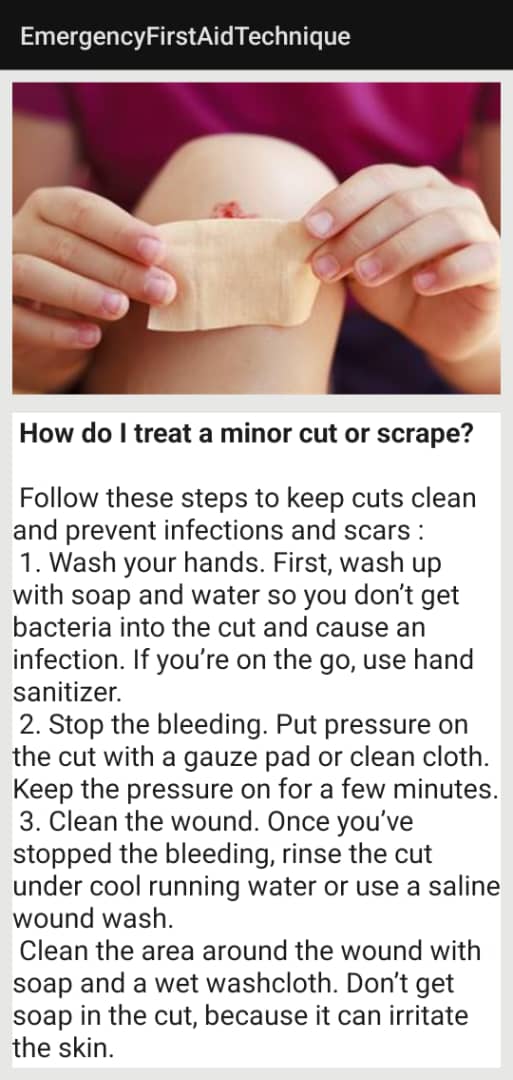 EmergencyFirstAidTechnique
How do I treat a minor cut or scrape?
Follow these steps to keep cuts clean
and prevent infections and scars :
1. Wash your hands. First, wash up
with soap and water so you don’t get
bacteria into the cut and cause an
infection. If you’re on the go, use hand
sanitizer.
2. Stop the bleeding. Put pressure on
the cut with a gauze pad or clean cloth.
Keep the pressure on for a few minutes.
3. Clean the wound. Once you’ve
stopped the bleeding, rinse the cut
under cool running water or use a saline
wound wash.
Clean the area around the wound with
soap and a wet washcloth. Don’t get
soap in the cut, because it can irritate
the skin.